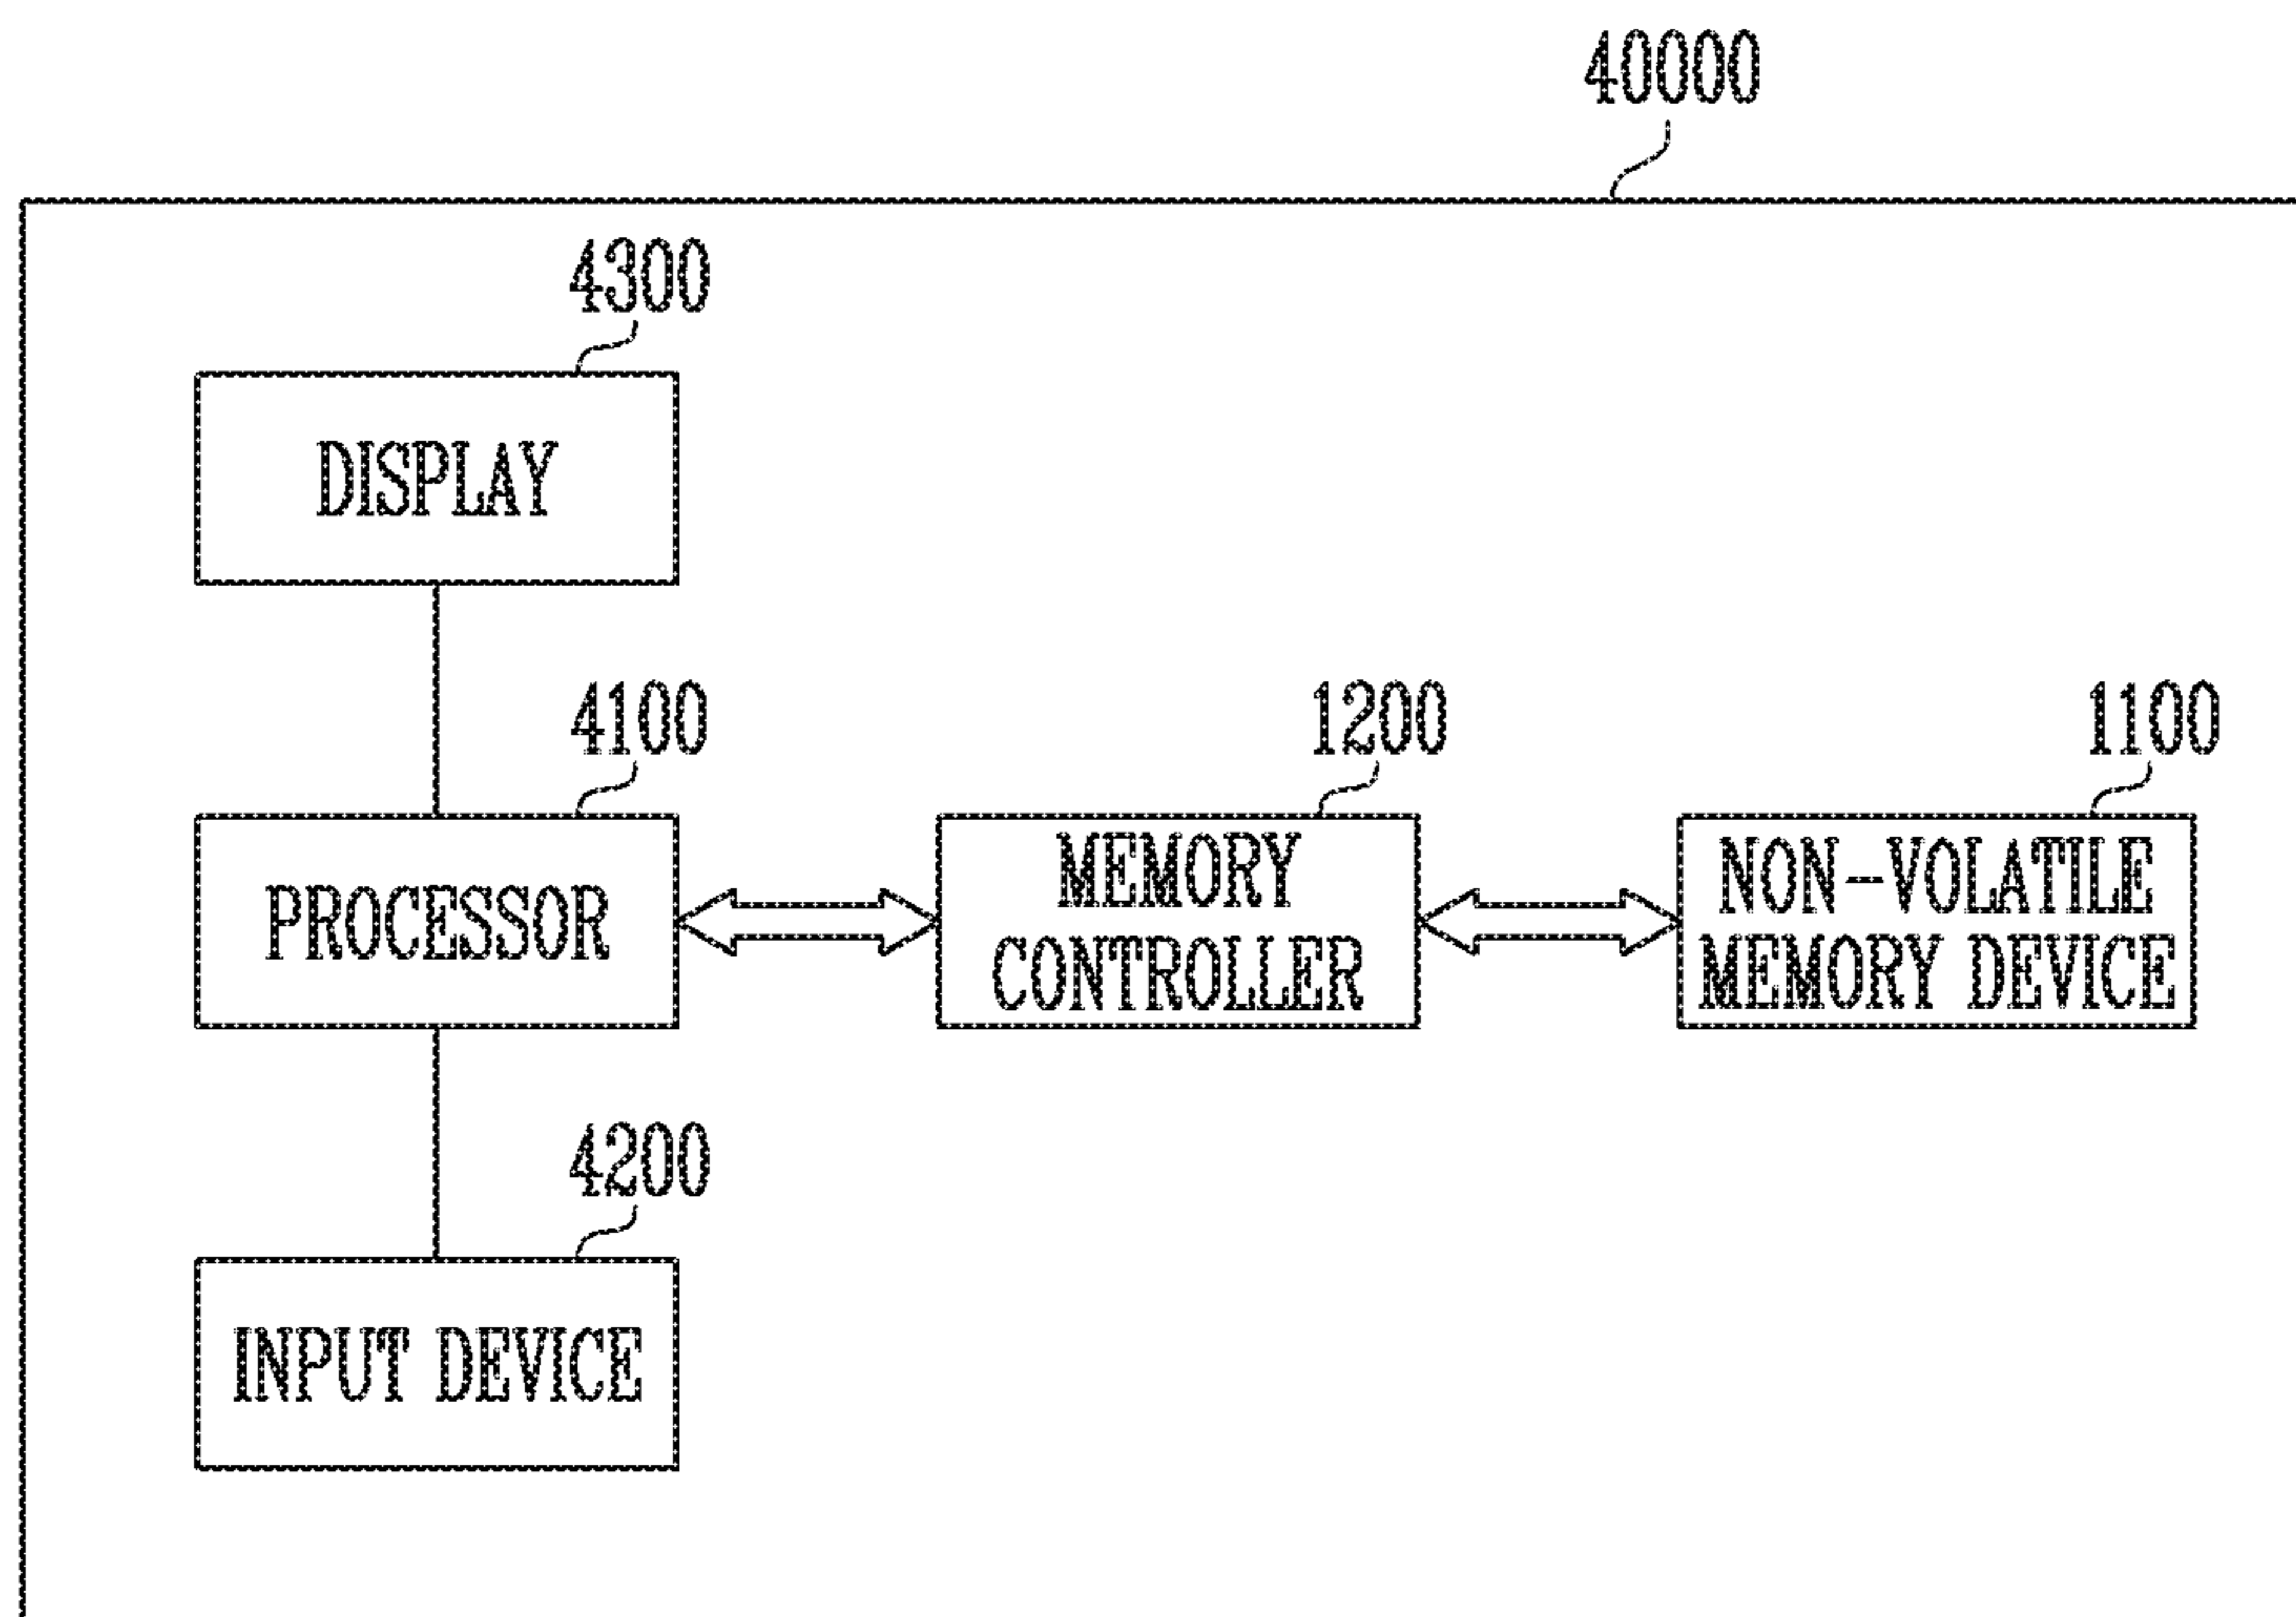 40000
4300
DISPLAY
4100
PROCESSOR
1200
MEMORY
CONTROLLER
1100
NON-VOLATILE
MEMORY DEVICE
4200
INPUT DEVICE